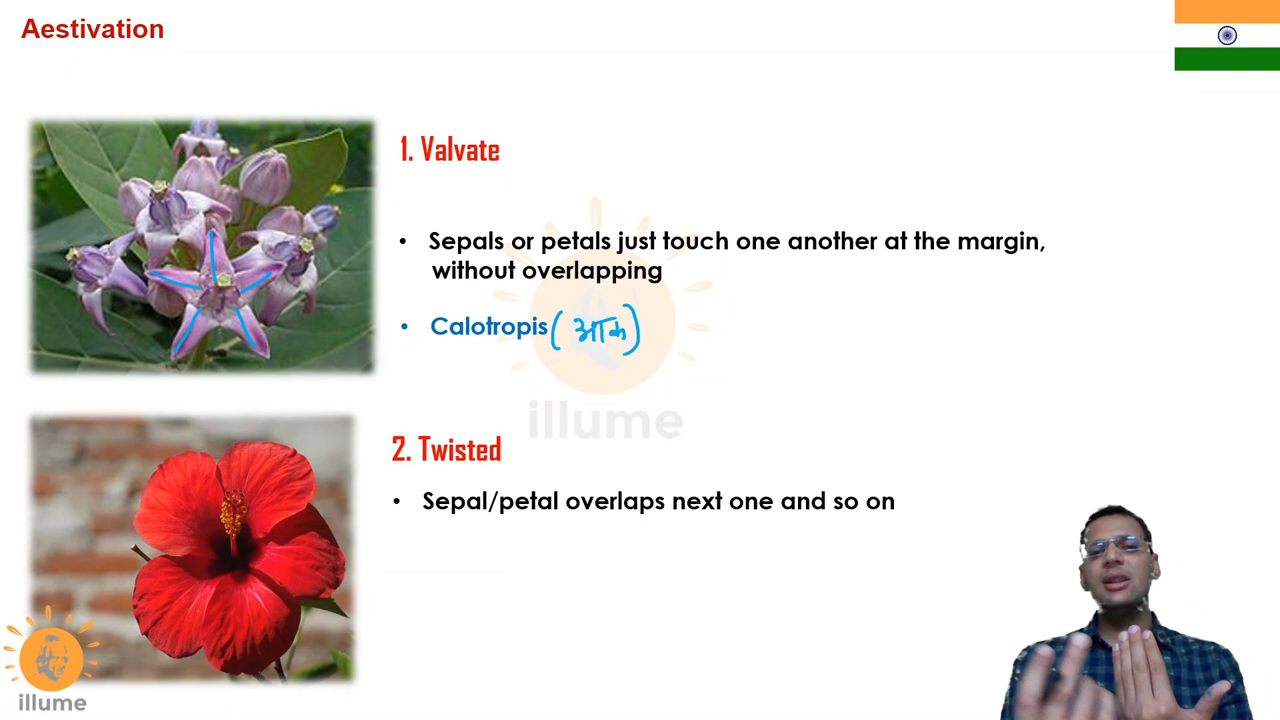 Aestivation
1. Valvate
• Sepals or petals just touch one another at the margin,
without overlapping
• Calotropis (आक)
illume
2. Twisted
• Sepal/petal overlaps next one and so on
illume